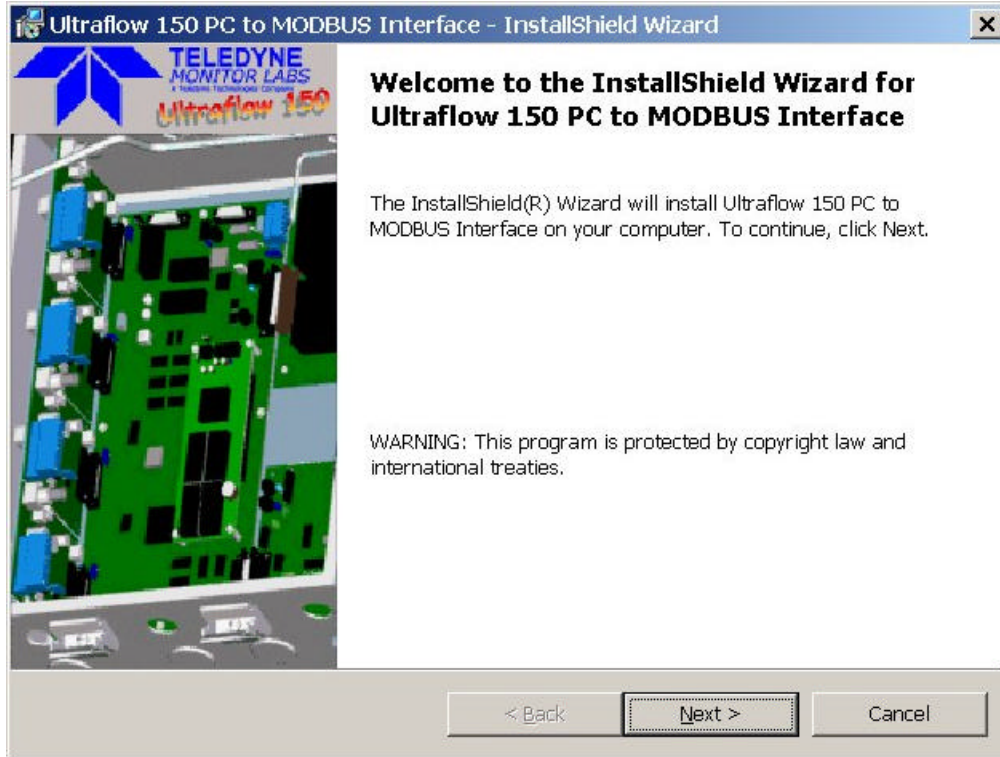 Ultraflow 150 PC to MODBUS Interface - InstallShield Wizard
TELEDYNE
MONITOR LABS
A Teledyne Technologies Company
Ultraflow 150
Welcome to the InstallShield Wizard for
Ultraflow 150 PC to MODBUS Interface
The InstallShield(R) Wizard will install Ultraflow 150 PC to
MODBUS Interface on your computer. To continue, click Next.
WARNING: This program is protected by copyright law and
international treaties.
< Back
Next >
Cancel